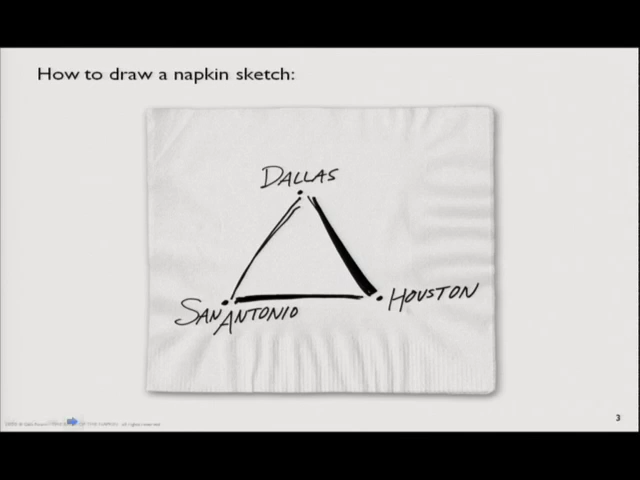 How to draw a napkin sketch:
DALLAS
SAN
ANTONIO
HOUSTON
3